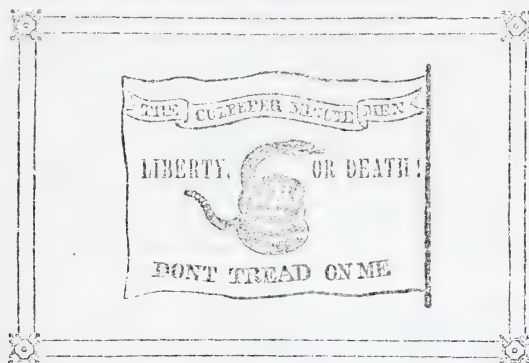 THE CULPEPER MINUTE MEN
LIBERTY, OR DEATH!
DONT TREAD ON ME